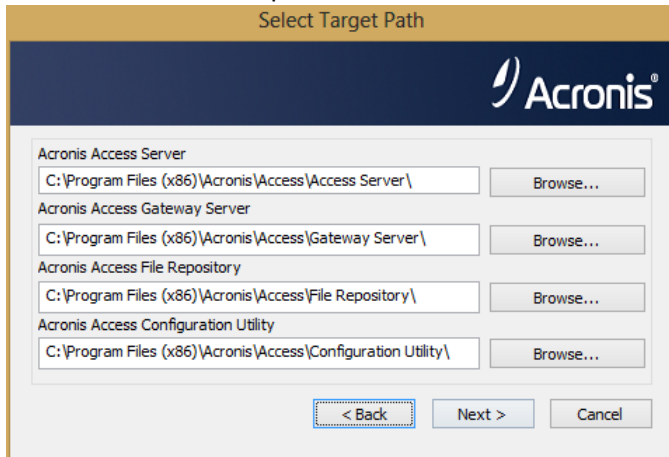 Select Target Path
Acronis®
Acronis Access Server
C:\Program Files (x86)\Acronis\Access\Access Server\ Browse...
Acronis Access Gateway Server
C:\Program Files (x86)\Acronis\Access\Gateway Server\ Browse...
Acronis Access File Repository
C:\Program Files (x86)\Acronis\Access\File Repository\ Browse...
Acronis Access Configuration Utility
C:\Program Files (x86)\Acronis\Access\Configuration Utility\ Browse...
< Back Next > Cancel